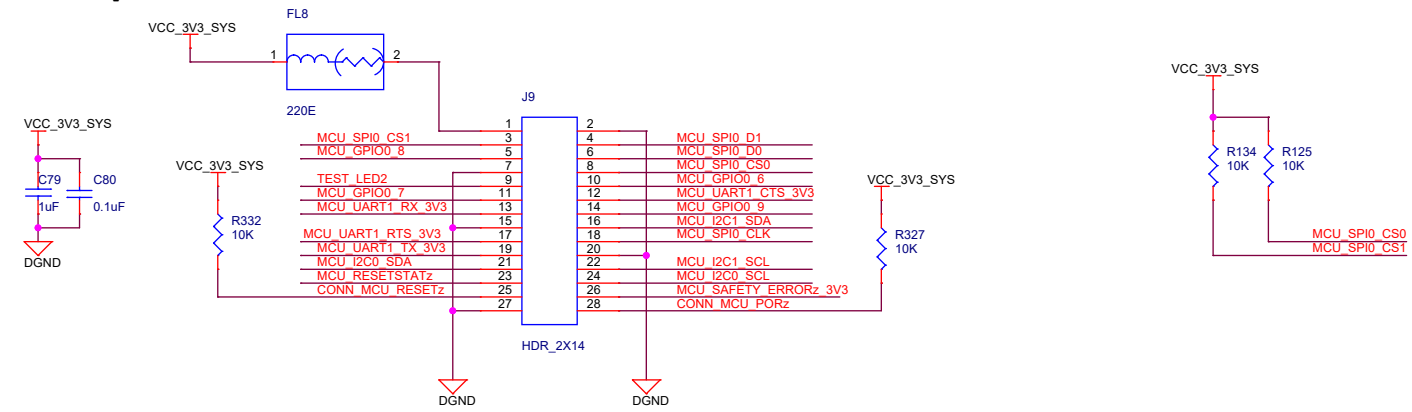 FL8
VCC_3V3_SYS
1
2
220E
VCC_3V3_SYS
C79
1uF
C80
0.1uF
DGND
VCC_3V3_SYS
R332
10K
J9
1 2
MCU_SPI0_CS1 3 4 MCU_SPI0_D1
MCU_GPIO0_8 5 6 MCU_SPI0_D0
7 8 MCU_SPI0_CS0
TEST_LED2 9 10 MCU_GPIO0_6
MCU_GPIO0_7 11 12 MCU_UART1_CTS_3V3
MCU_UART1_RX_3V3 13 14 MCU_GPIO0_9
15 16 MCU_I2C1_SDA
MCU_UART1_RTS_3V3 17 18 MCU_SPI0_CLK
MCU_UART1_TX_3V3 19 20
MCU_I2C0_SDA 21 22 MCU_I2C1_SCL
MCU_RESETSTATz 23 24 MCU_I2C0_SCL
CONN_MCU_RESETz 25 26 MCU_SAFETY_ERRORz_3V3
27 28 CONN_MCU_PORz
HDR_2X14
DGND
DGND
VCC_3V3_SYS
R327
10K
VCC_3V3_SYS
R134
10K
R125
10K
MCU_SPI0_CS0
MCU_SPI0_CS1